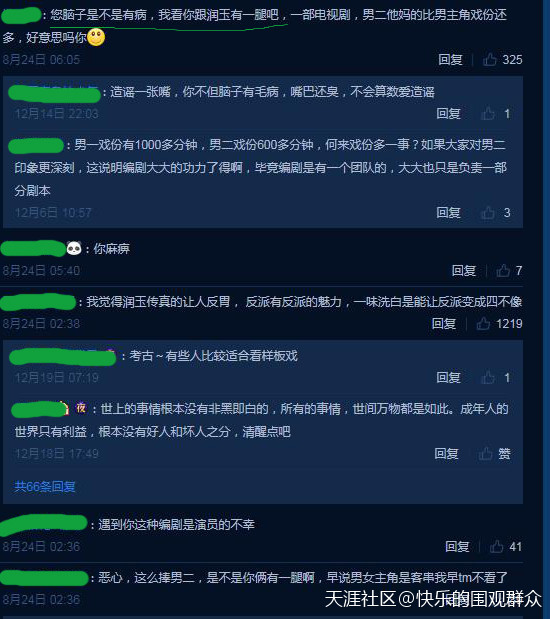 ：您脑子是不是有病，我看你跟润玉有一腿吧，一部电视剧，男二他妈的比男主角戏份还
多，好意思吗你
8月24日 06:05
回复
325
：造谣一张嘴，你不但脑子有毛病，嘴巴还臭，不会算数爱造谣
12月14日 22:03
回复
1
：男一戏份有1000多分钟，男二戏份600多分钟，何来戏份多一事？如果大家对男二
印象更深刻，这说明编剧大大的功力了得啊，毕竟编剧是有一个团队的，大大也只是负责一部
分剧本
12月6日 10:57
回复
3
：你麻痹
8月24日 05:40
回复
7
：我觉得润玉传真的让人反胃， 反派有反派的魅力，一味洗白是能让反派变成四不像
8月24日 02:38
回复
1219
：考古～有些人比较适合看样板戏
12月19日 07:19
回复
1
夜：世上的事情根本没有非黑即白的，所有的事情，世间万物都是如此。成年人的
世界只有利益，根本没有好人和坏人之分，清醒点吧
12月18日 17:49
回复
赞
共66条回复
：遇到你这种编剧是演员的不幸
8月24日 02:36
回复
41
：恶心，这么捧男二，是不是你俩有一腿啊，早说男女主角是客串我早tm不看了
8月24日 02:36
天涯社区@快乐的围观群众